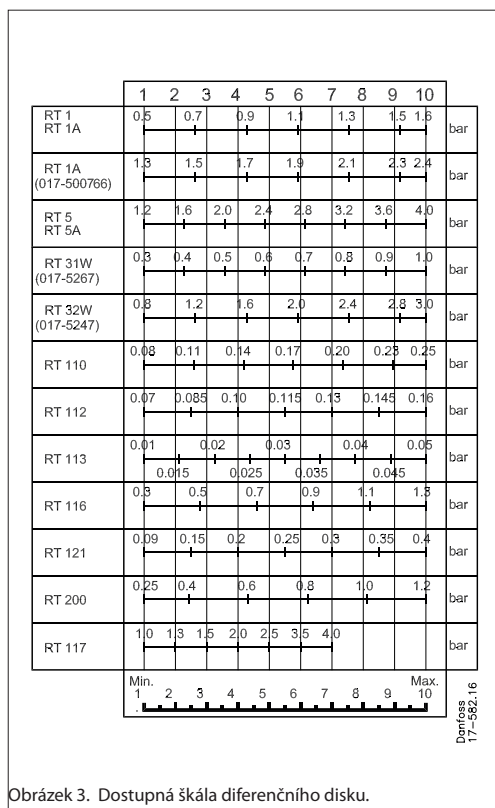 1 2 3 4 5 6 7 8 9 10
RT 1
RT 1A
0.5 0.7 0.9 1.1 1.3 1.5 1.6
bar
RT 1A
(017-500766)
1.3 1.5 1.7 1.9 2.1 2.3 2.4
bar
RT 5
RT 5A
1.2 1.6 2.0 2.4 2.8 3.2 3.6 4.0
bar
RT 31W
(017-5267)
0.3 0.4 0.5 0.6 0.7 0.8 0.9 1.0
bar
RT 32W
(017-5247)
0.8 1.2 1.6 2.0 2.4 2.8 3.0
bar
RT 110
0.08 0.11 0.14 0.17 0.20 0.23 0.25
bar
RT 112
0.07 0.085 0.10 0.115 0.13 0.145 0.16
bar
RT 113
0.01 0.02 0.03 0.04 0.05
0.015 0.025 0.035 0.045
bar
RT 116
0.3 0.5 0.7 0.9 1.1 1.3
bar
RT 121
0.09 0.15 0.2 0.25 0.3 0.35 0.4
bar
RT 200
0.25 0.4 0.6 0.8 1.0 1.2
bar
RT 117
1.0 1.3 1.5 2.0 2.5 3.5 4.0
bar
Min. Max.
1 2 3 4 5 6 7 8 9 10
Danfoss
17-582.16
Obrázek 3. Dostupná škála diferenčního disku.